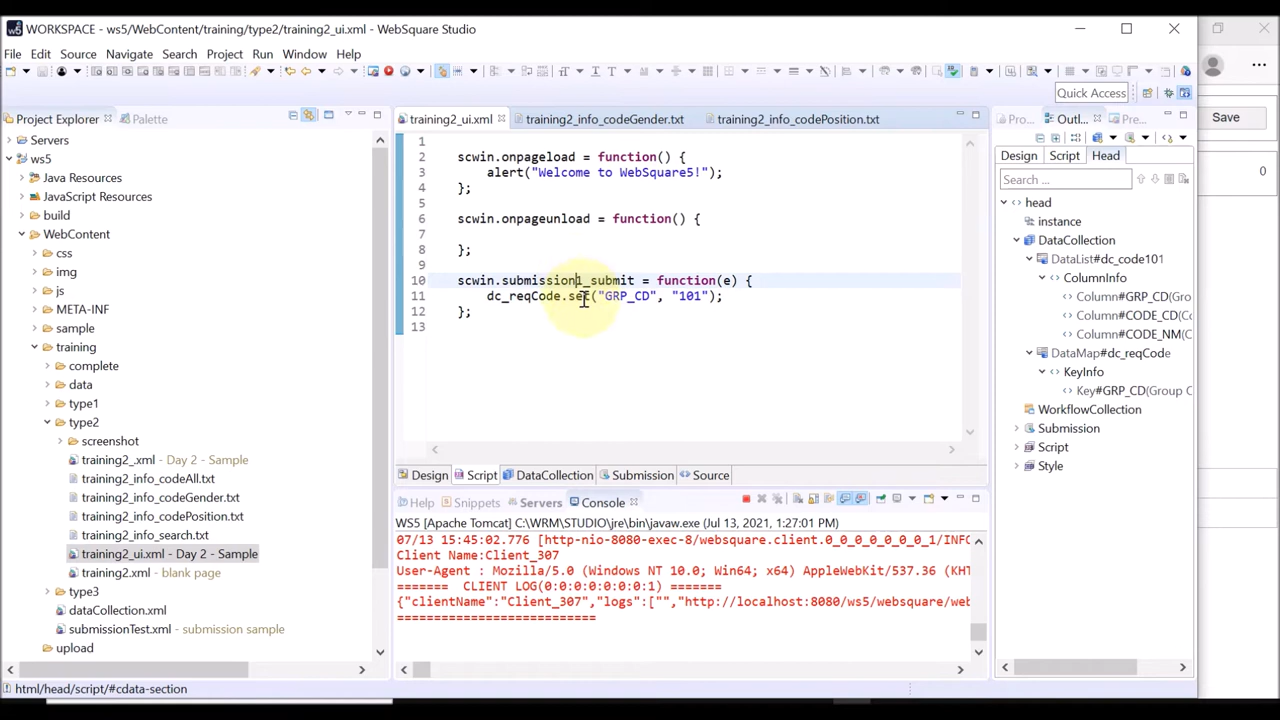 WORKSPACE - ws5/WebContent/training/type2/training2_ui.xml - WebSquare Studio
File Edit Source Navigate Search Project Run Window Help
Quick Access
Project Explorer
Palette
Servers
ws5
Java Resources
JavaScript Resources
build
WebContent
css
img
js
META-INF
sample
training
complete
data
type1
type2
screenshot
training2_.xml - Day 2 - Sample
training2_info_codeAll.txt
training2_info_codeGender.txt
training2_info_codePosition.txt
training2_info_search.txt
training2_ui.xml - Day 2 - Sample
training2.xml - blank page
type3
dataCollection.xml
submissionTest.xml - submission sample
upload
training2_ui.xml
training2_info_codeGender.txt
training2_info_codePosition.txt
1
2 scwin.onpageload = function() {
3 alert("Welcome to WebSquare5!");
4 };
5
6 scwin.onpageunload = function() {
7
8 };
9
10 scwin.submission1_submit = function(e) {
11 dc_reqCode.set("GRP_CD", "101");
12 };
13
Design Script DataCollection Submission Source
Help Snippets Servers Console
WS5 [Apache Tomcat] C:\WRM\STUDIO\jre\bin\javaw.exe (Jul 13, 2021, 1:27:01 PM)
07/13 15:45:02.776 [http-nio-8080-exec-8/websquare.client.0_0_0_0_0_0_0_1/INFO
Client Name:Client_307
User-Agent : Mozilla/5.0 (Windows NT 10.0; Win64; x64) AppleWebKit/537.36 (KHT
======= CLIENT LOG(0:0:0:0:0:0:0:1) =======
{"clientName":"Client_307","logs":["","http://localhost:8080/ws5/websquare/web
===========================
Pro...
Outl...
Design Script Head
Search ...
head
instance
DataCollection
DataList#dc_code101
ColumnInfo
Column#GRP_CD(
Column#CODE_CD(
Column#CODE_NM(
DataMap#dc_reqCode
KeyInfo
Key#GRP_CD(Group C
WorkflowCollection
Submission
Script
Style
html/head/script/#cdata-section
Save
0